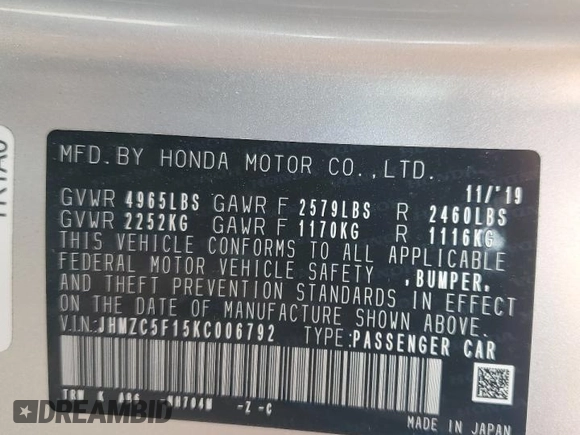 MFD. BY HONDA MOTOR CO., LTD.
11/'19
GVWR 4965LBS GAWR F 2579LBS R 2460LBS
GVWR 2252KG GAWR F 1170KG R 1116KG
THIS VEHICLE CONFORMS TO ALL APPLICABLE
FEDERAL MOTOR VEHICLE SAFETY ,BUMPER,
AND THEFT PREVENTION STANDARDS IN EFFECT
ON THE DATE OF MANUFACTURE SHOWN ABOVE.
V.I.N.:JHMZC5F15KC006792 TYPE:PASSENGER CAR
NH704M -Z -C
MADE IN JAPAN
DREAMBID